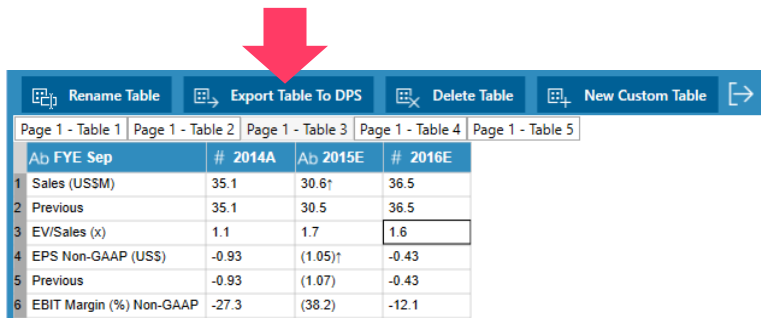 Rename Table Export Table To DPS Delete Table New Custom Table
Page 1 - Table 1 Page 1 - Table 2 Page 1 - Table 3 Page 1 - Table 4 Page 1 - Table 5
Ab FYE Sep # 2014A Ab 2015E # 2016E
1 Sales (US$M) 35.1 30.6↑ 36.5
2 Previous 35.1 30.5 36.5
3 EV/Sales (x) 1.1 1.7 1.6
4 EPS Non-GAAP (US$) -0.93 (1.05)↑ -0.43
5 Previous -0.93 (1.07) -0.43
6 EBIT Margin (%) Non-GAAP -27.3 (38.2) -12.1